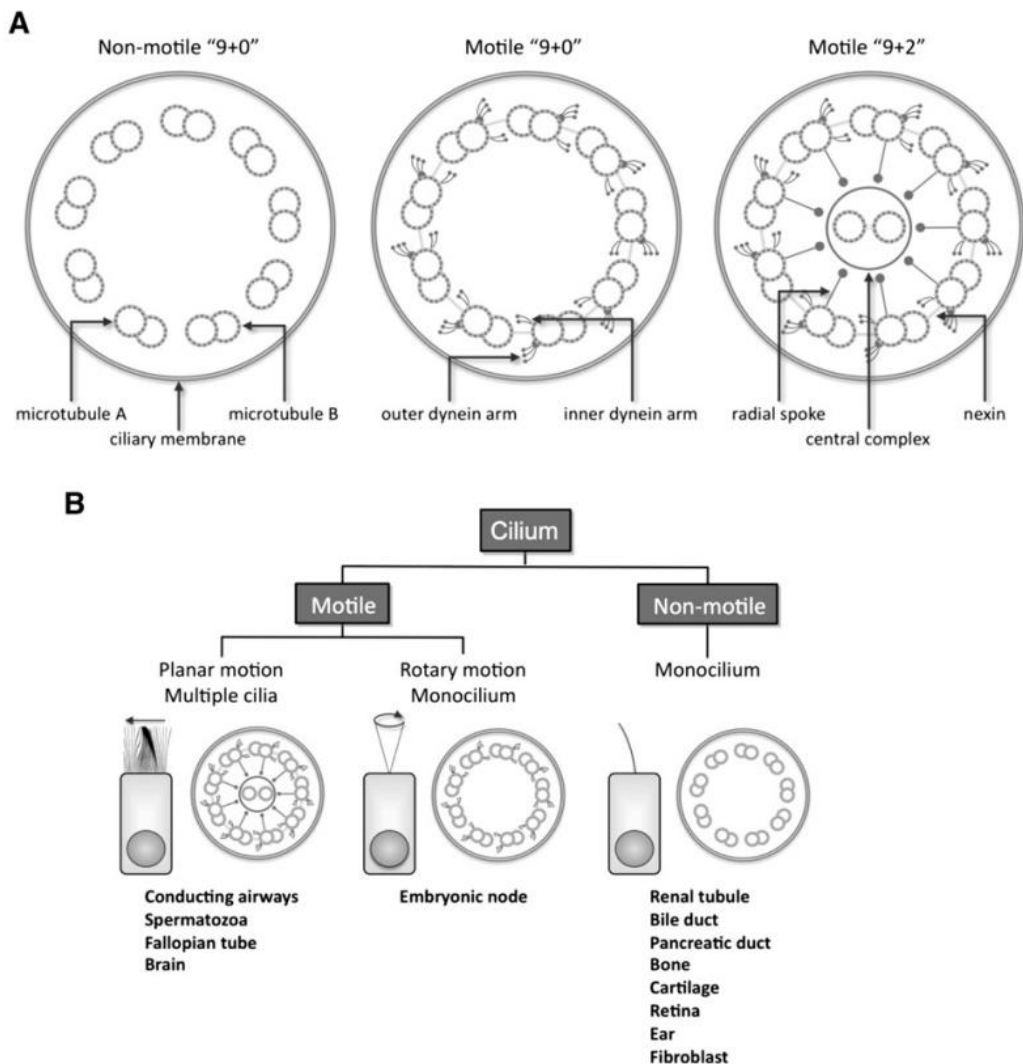 A
Non-motile “9+0”
Motile “9+0”
Motile “9+2”
microtubule A
microtubule B
ciliary membrane
outer dynein arm
inner dynein arm
radial spoke
nexin
central complex
B
Cilium
Motile
Non-motile
Planar motion
Multiple cilia
Rotary motion
Monocilium
Monocilium
Conducting airways
Spermatozoa
Fallopian tube
Brain
Embryonic node
Renal tubule
Bile duct
Pancreatic duct
Bone
Cartilage
Retina
Ear
Fibroblast